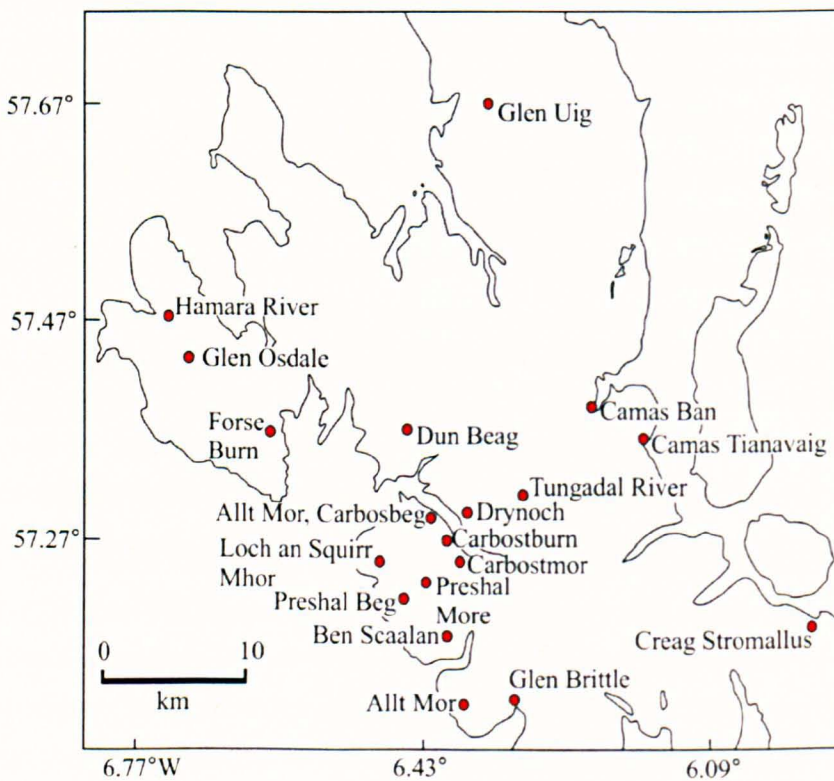 57.67°
Glen Uig
Hamara River
57.47°
Glen Osdale
Forse
Burn
Dun Beag
Camas Ban
Camas Tianavaig
Tungadal River
Allt Mor, Carbosbeg
Drynoch
57.27°
Carbostburn
Loch an Squirr
Mhor
Carbostmor
Preshal
More
Preshal Beg
Ben Scaalan
Creag Stromallus
0 10
km
Glen Brittle
Allt Mor
6.77°W 6.43° 6.09°